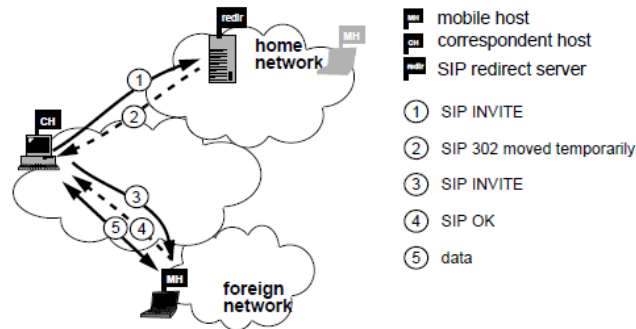 redir
home
network
MH
CH
1
2
3
4
5
MH
foreign
network
MH mobile host
CH correspondent host
redir SIP redirect server
1 SIP INVITE
2 SIP 302 moved temporarily
3 SIP INVITE
4 SIP OK
5 data